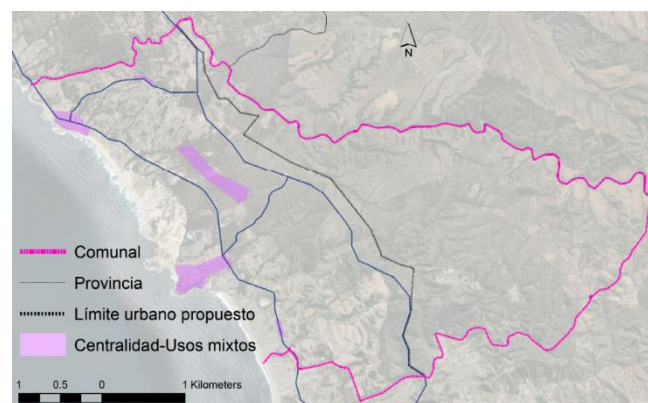 N
Comunal
Provincia
Límite urbano propuesto
Centralidad-Usos mixtos
1 0.5 0 1 Kilometers